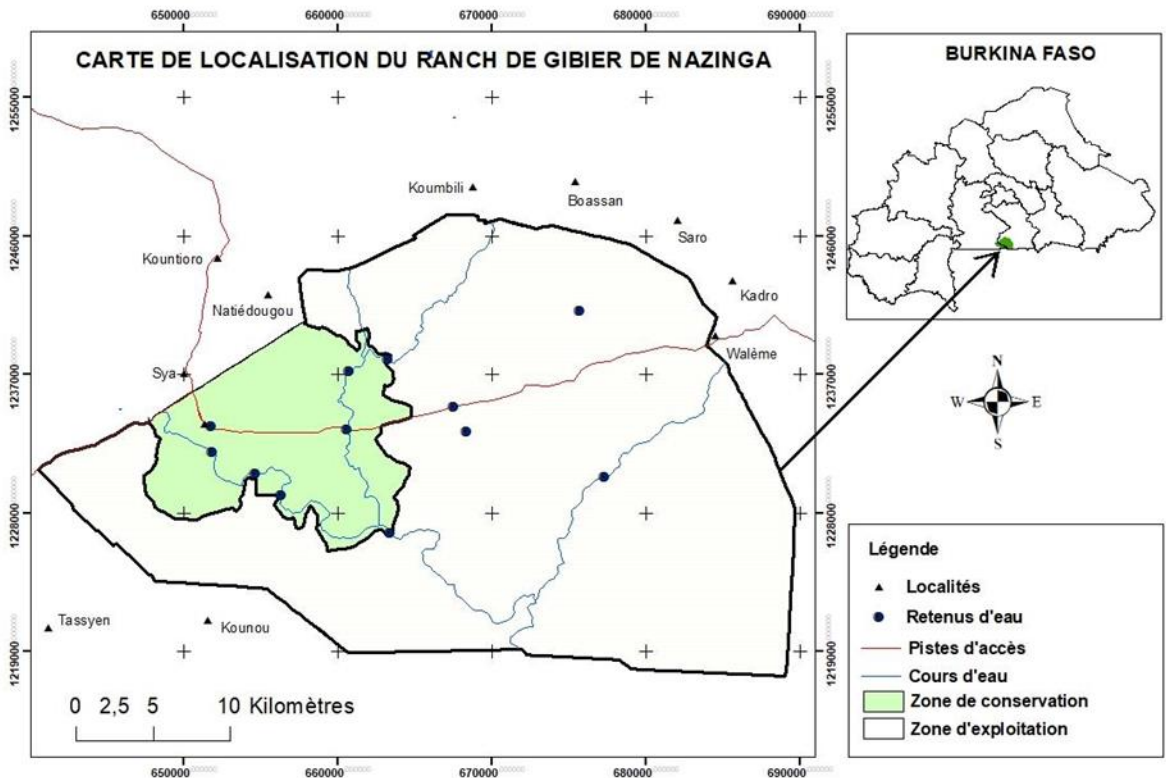 650000
660000
670000
680000
690000
CARTE DE LOCALISATION DU RANCH DE GIBIER DE NAZINGA
BURKINA FASO
1255000
1255000
Koumbili
Boassan
Saro
1246000
1246000
Kountioro
Natiédougou
Kadro
Walème
Sya
1237000
1237000
N
W
E
S
1228000
1228000
Légende
Localités
Retenus d'eau
Pistes d'accès
Cours d'eau
Zone de conservation
Zone d'exploitation
Tassyen
Kounou
1219000
1219000
0 2,5 5 10 Kilomètres
650000
660000
670000
680000
690000